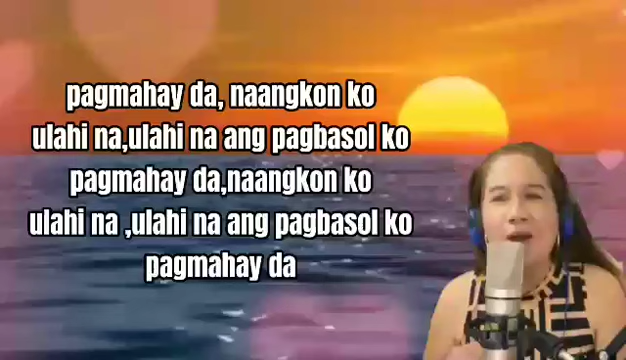 pagmahay da, naangkon ko
ulahi na,ulahi na ang pagbasol ko
pagmahay da,naangkon ko
ulahi na ,ulahi na ang pagbasol ko
pagmahay da